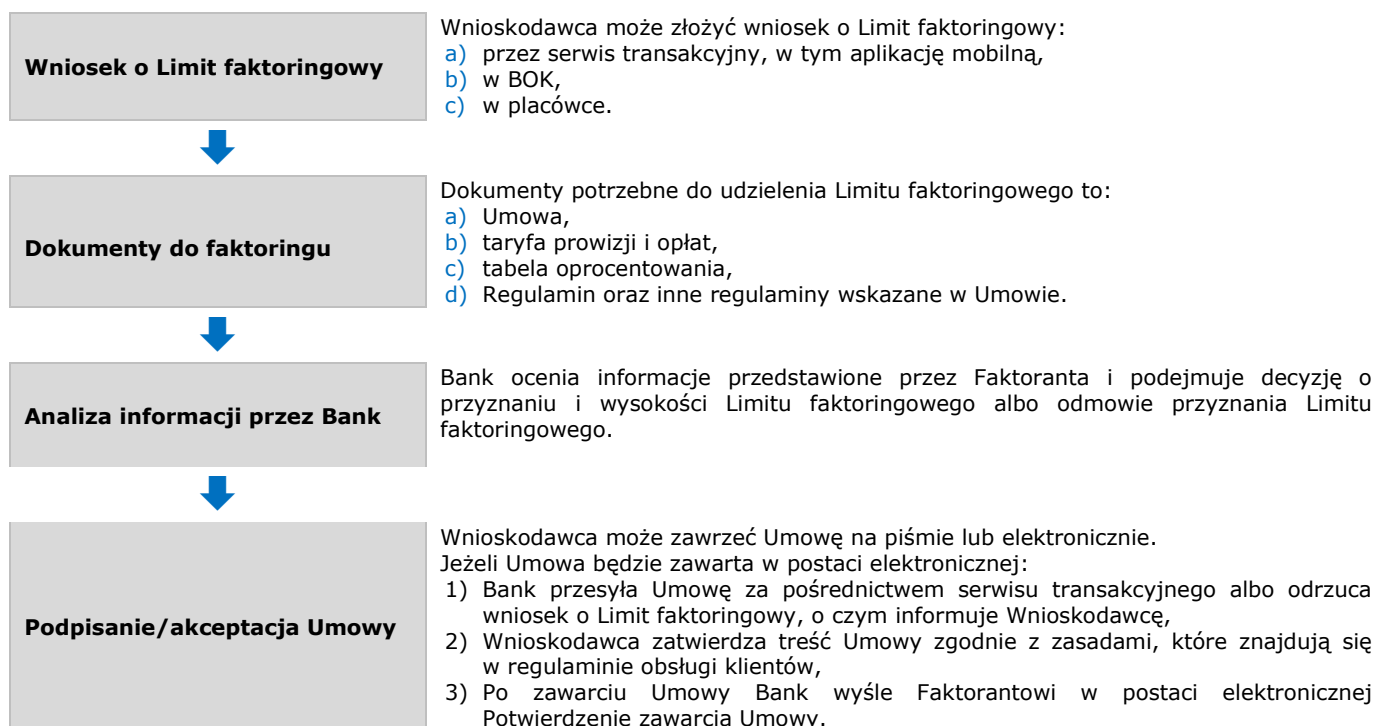 Wniosek o Limit faktoringowy
Wnioskodawca może złożyć wniosek o Limit faktoringowy:
a) przez serwis transakcyjny, w tym aplikację mobilną,
b) w BOK,
c) w placówce.
Dokumenty do faktoringu
Dokumenty potrzebne do udzielenia Limitu faktoringowego to:
a) Umowa,
b) taryfa prowizji i opłat,
c) tabela oprocentowania,
d) Regulamin oraz inne regulaminy wskazane w Umowie.
Analiza informacji przez Bank
Bank ocenia informacje przedstawione przez Faktoranta i podejmuje decyzję o
przyznaniu i wysokości Limitu faktoringowego albo odmowie przyznania Limitu
faktoringowego.
Podpisanie/akceptacja Umowy
Wnioskodawca może zawrzeć Umowę na piśmie lub elektronicznie.
Jeżeli Umowa będzie zawarta w postaci elektronicznej:
1) Bank przesyła Umowę za pośrednictwem serwisu transakcyjnego albo odrzuca
wniosek o Limit faktoringowy, o czym informuje Wnioskodawcę,
2) Wnioskodawca zatwierdza treść Umowy zgodnie z zasadami, które znajdują się
w regulaminie obsługi klientów,
3) Po zawarciu Umowy Bank wyśle Faktorantowi w postaci elektronicznej
Potwierdzenie zawarcia Umowy.